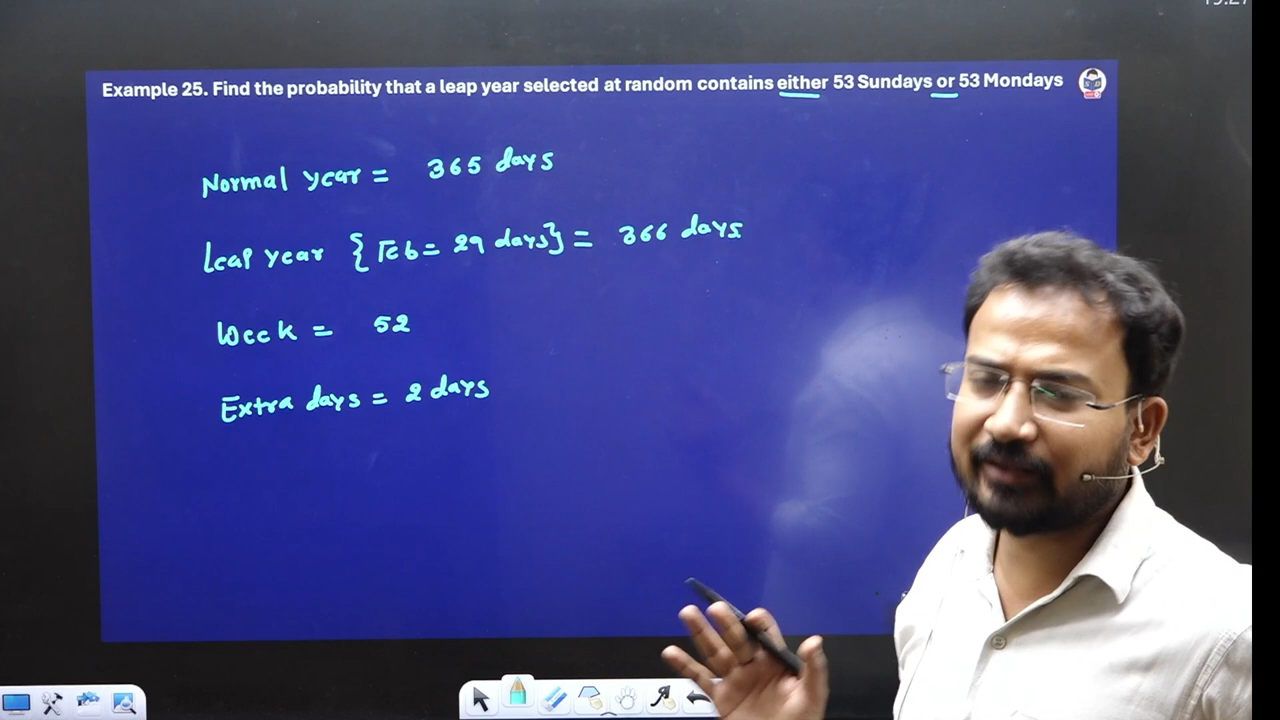 Example 25. Find the probability that a leap year selected at random contains either 53 Sundays or 53 Mondays
Normal year = 365 days
Leap year {Feb = 29 days} = 366 days
Week = 52
Extra days = 2 days